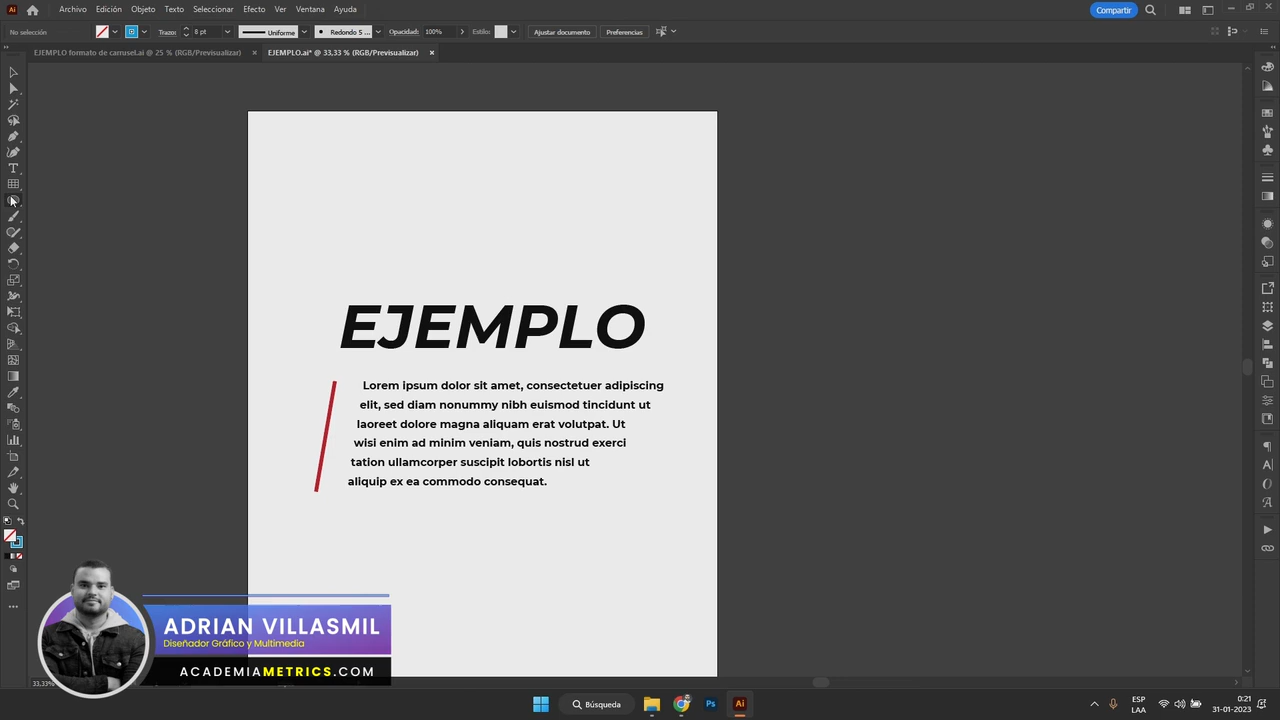 Ai Archivo Edición Objeto Texto Seleccionar Efecto Ver Ventana Ayuda Compartir
No selección Trazo: 8 pt Uniforme Redondo 5 ... Opacidad: 100% Estilo: Ajustar documento Preferencias
EJEMPLO formato de carrusel.ai @ 25 % (RGB/Previsualizar) × EJEMPLO.ai* @ 33,33 % (RGB/Previsualizar) ×
EJEMPLO
Lorem ipsum dolor sit amet, consectetuer adipiscing
elit, sed diam nonummy nibh euismod tincidunt ut
laoreet dolore magna aliquam erat volutpat. Ut
wisi enim ad minim veniam, quis nostrud exerci
tation ullamcorper suscipit lobortis nisl ut
aliquip ex ea commodo consequat.
ADRIAN VILLASMIL
Diseñador Gráfico y Multimedia
ACADEMIAMETRICS.COM
33,33%
Búsqueda
Ps
Ai
ESP
LAA
0:21
31-01-2023